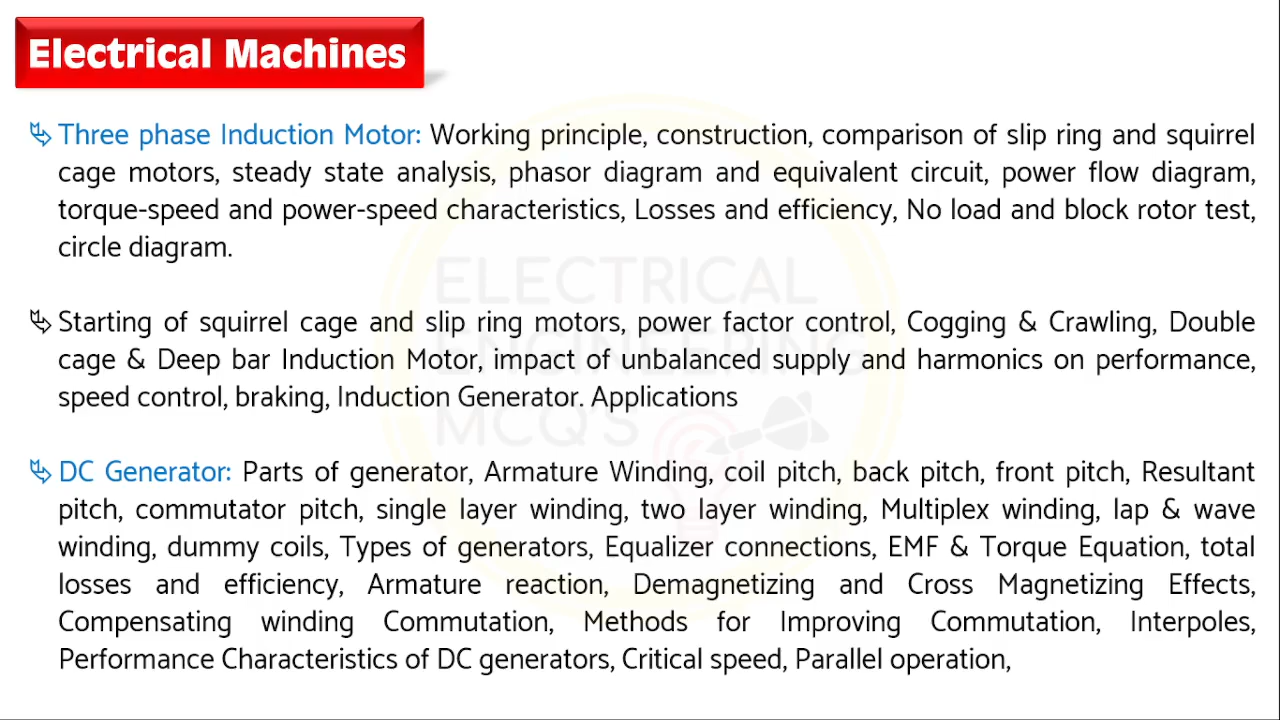 Electrical Machines
Three phase Induction Motor: Working principle, construction, comparison of slip ring and squirrel
cage motors, steady state analysis, phasor diagram and equivalent circuit, power flow diagram,
torque-speed and power-speed characteristics, Losses and efficiency, No load and block rotor test,
circle diagram.
Starting of squirrel cage and slip ring motors, power factor control, Cogging & Crawling, Double
cage & Deep bar Induction Motor, impact of unbalanced supply and harmonics on performance,
speed control, braking, Induction Generator. Applications
DC Generator: Parts of generator, Armature Winding, coil pitch, back pitch, front pitch, Resultant
pitch, commutator pitch, single layer winding, two layer winding, Multiplex winding, lap & wave
winding, dummy coils, Types of generators, Equalizer connections, EMF & Torque Equation, total
losses and efficiency, Armature reaction, Demagnetizing and Cross Magnetizing Effects,
Compensating winding Commutation, Methods for Improving Commutation, Interpoles,
Performance Characteristics of DC generators, Critical speed, Parallel operation,
ELECTRICAL
ENGINEERING
MCQ'S